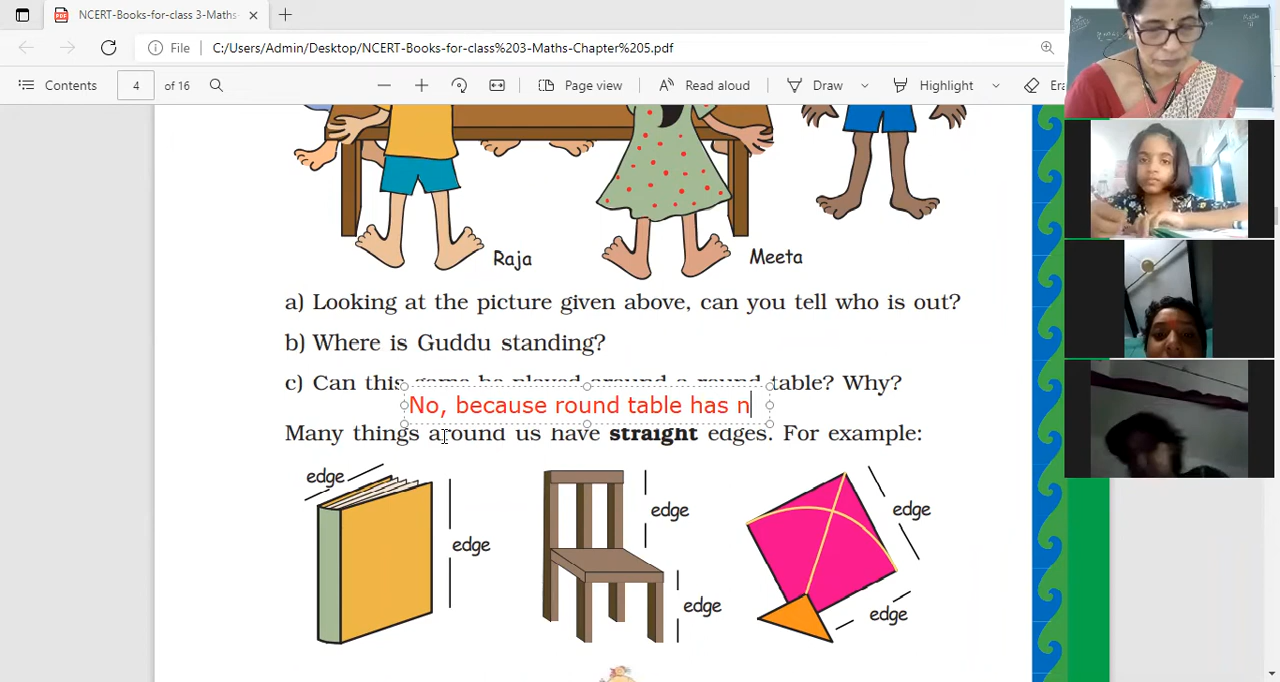 NCERT-Books-for-class 3-Maths-
File C:/Users/Admin/Desktop/NCERT-Books-for-class%203-Maths-Chapter%205.pdf
Contents 4 of 16 Page view Read aloud Draw Highlight
Raja
Meeta
a) Looking at the picture given above, can you tell who is out?
b) Where is Guddu standing?
c) Can this game be played around a round table? Why?
No, because round table has n
Many things around us have straight edges. For example:
edge
edge
edge
edge
edge
edge